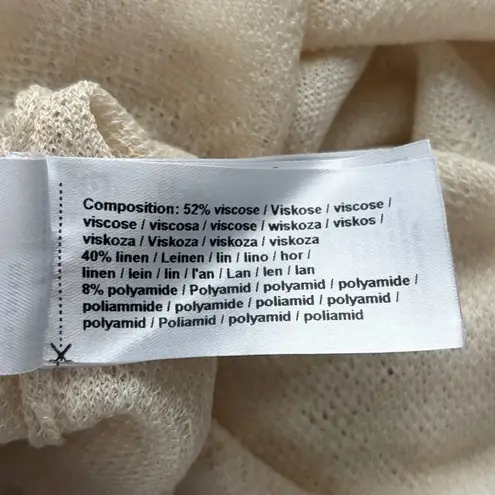 Composition: 52% viscose / Viskose / viscose /
viscose / viscosa / viscose / wiskoza / viskos /
viskoza / Viskoza / viskoza / viskoza
40% linen / Leinen / lin / lino / hor /
linen / lein / lin / l'an / Lan / len / lan
8% polyamide / Polyamid / polyamid / polyamide /
poliammide / polyamide / poliamid / polyamid /
polyamid / Poliamid / polyamid / poliamid